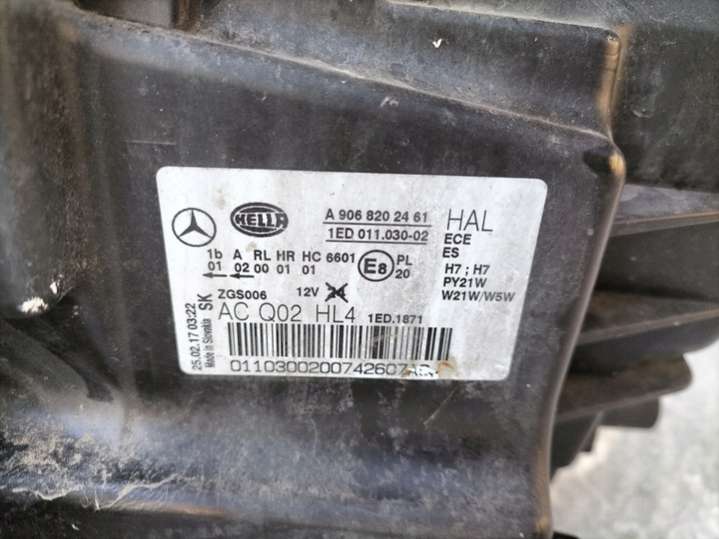 HELLA
A 906 820 24 61
1ED 011.030-02
HAL
ECE
ES
H7 ; H7
PY21W
W21W/W5W
1b A RL HR HC 6601
01 02 00 01 01
E8
PL
20
ZGS006 12V
AC Q02 HL4 1ED.1871
SK
25.02.17 03:22
Made in Slovakia
0110300200742607